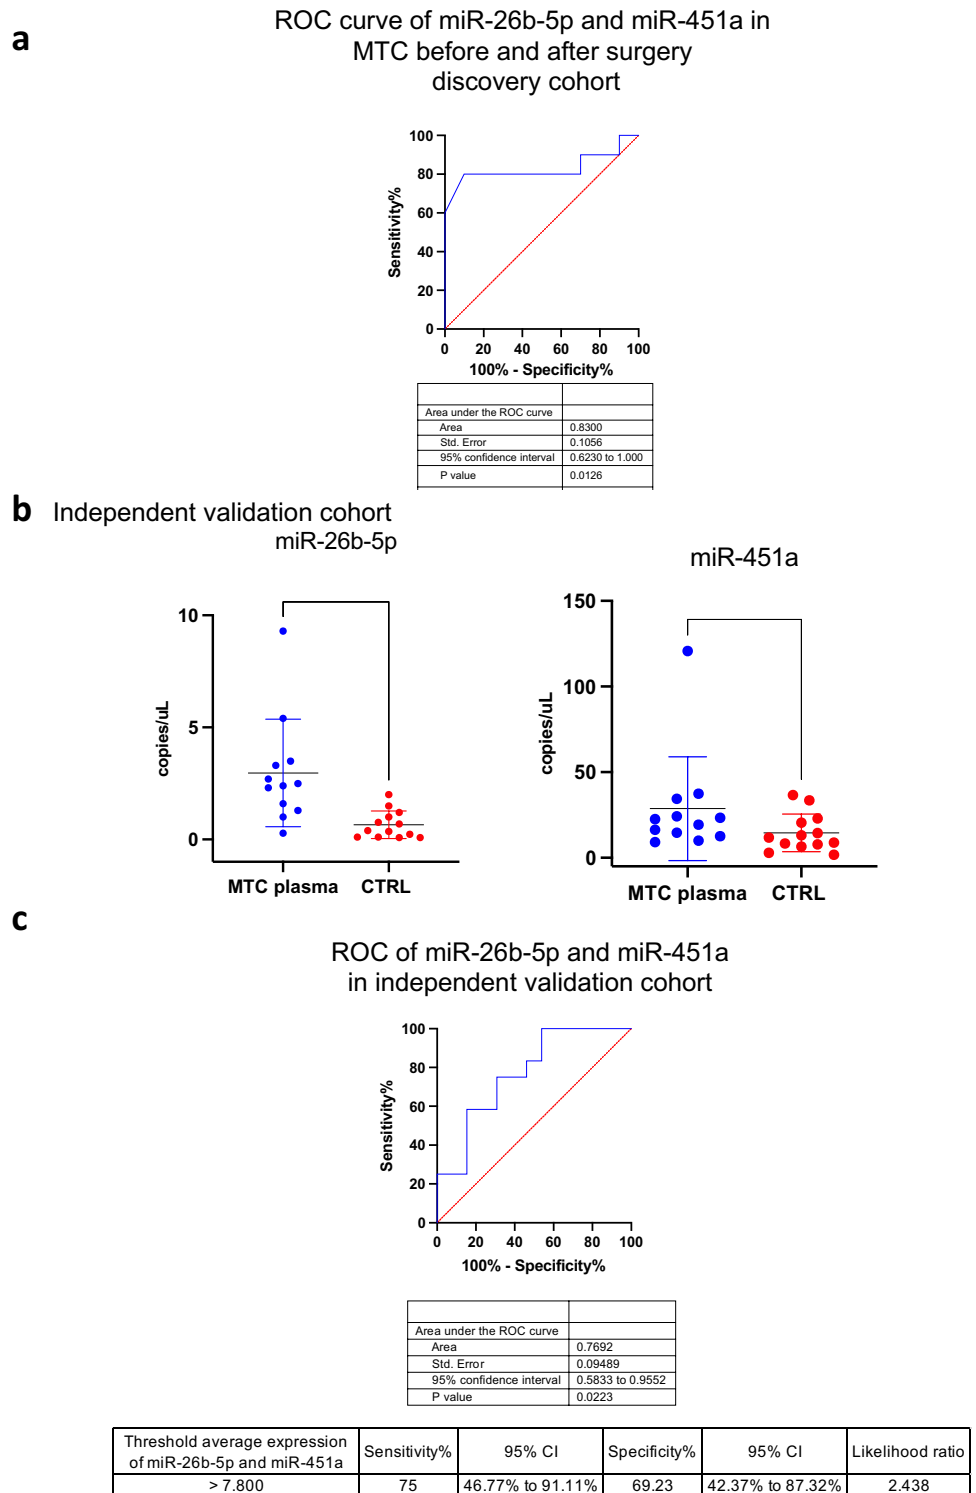 a
ROC curve of miR-26b-5p and miR-451a in
MTC before and after surgery
discovery cohort
100
80
60
40
20
0
Sensitivity%
0 20 40 60 80 100
100% - Specificity%
Area under the ROC curve
Area 0.8300
Std. Error 0.1056
95% confidence interval 0.6230 to 1.000
P value 0.0126
b Independent validation cohort
miR-26b-5p
10
5
0
copies/uL
MTC plasma CTRL
miR-451a
150
100
50
0
copies/uL
MTC plasma CTRL
c
ROC of miR-26b-5p and miR-451a
in independent validation cohort
100
80
60
40
20
0
Sensitivity%
0 20 40 60 80 100
100% - Specificity%
Area under the ROC curve
Area 0.7692
Std. Error 0.09489
95% confidence interval 0.5833 to 0.9552
P value 0.0223
Threshold average expression
of miR-26b-5p and miR-451a Sensitivity% 95% CI Specificity% 95% CI Likelihood ratio
> 7.800 75 46.77% to 91.11% 69.23 42.37% to 87.32% 2.438